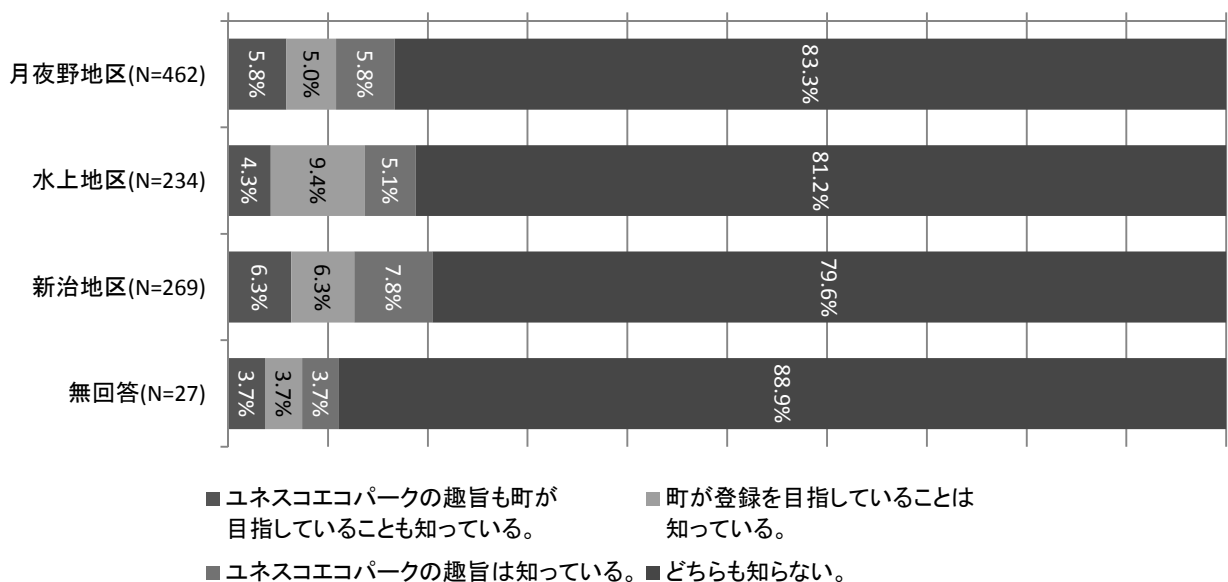 月夜野地区(N=462)
5.8%
5.0%
5.8%
83.3%
水上地区(N=234)
4.3%
9.4%
5.1%
81.2%
新治地区(N=269)
6.3%
6.3%
7.8%
79.6%
無回答(N=27)
3.7%
3.7%
3.7%
88.9%
ユネスコエコパークの趣旨も町が
目指していることも知っている。
町が登録を目指していることは
知っている。
ユネスコエコパークの趣旨は知っている。
どちらも知らない。